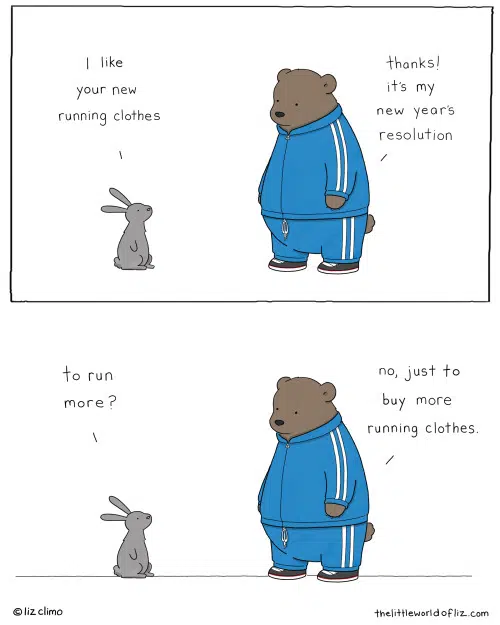 I like
your new
running clothes
thanks!
it's my
new year's
resolution
to run
more?
no, just to
buy more
running clothes.
© liz climo
thelittleworldofliz.com